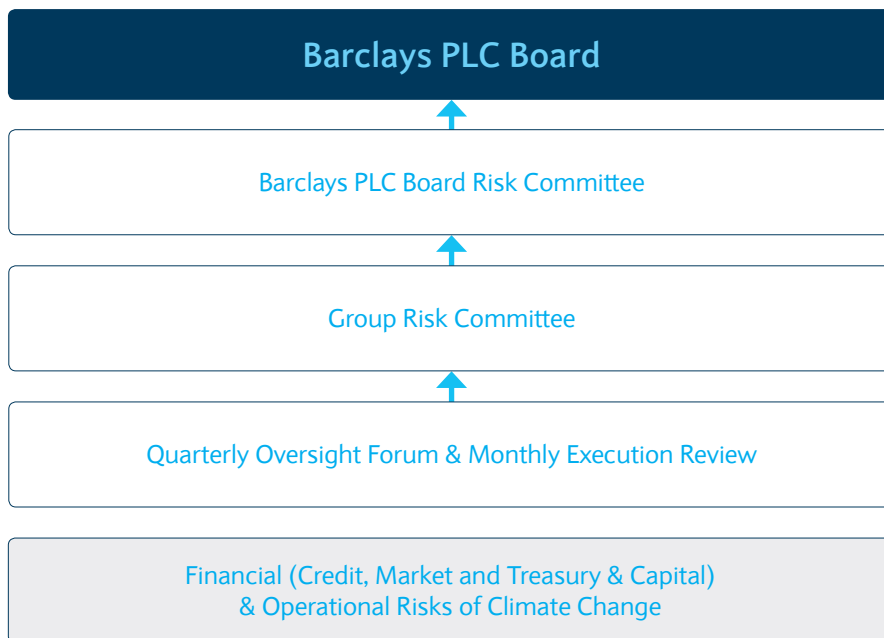 Barclays PLC Board
Barclays PLC Board Risk Committee
Group Risk Committee
Quarterly Oversight Forum & Monthly Execution Review
Financial (Credit, Market and Treasury & Capital)
& Operational Risks of Climate Change